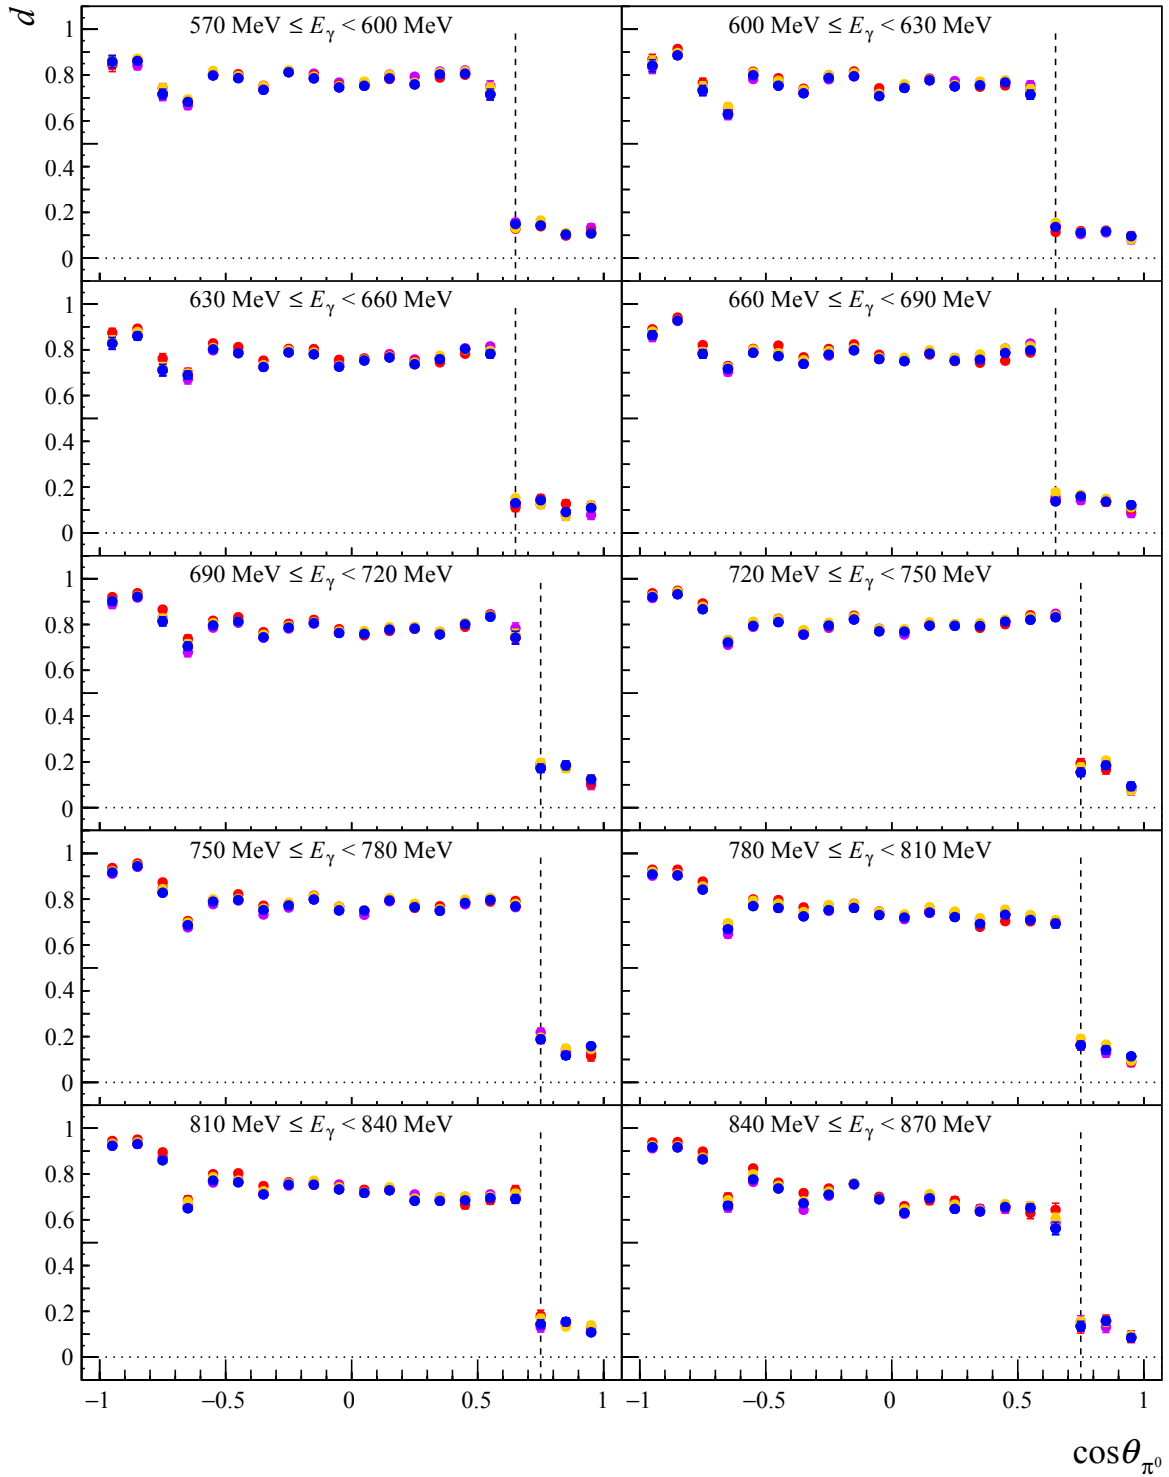 d
570 MeV ≤ Eγ < 600 MeV
600 MeV ≤ Eγ < 630 MeV
1
0.8
0.6
0.4
0.2
0
630 MeV ≤ Eγ < 660 MeV
660 MeV ≤ Eγ < 690 MeV
1
0.8
0.6
0.4
0.2
0
690 MeV ≤ Eγ < 720 MeV
720 MeV ≤ Eγ < 750 MeV
1
0.8
0.6
0.4
0.2
0
750 MeV ≤ Eγ < 780 MeV
780 MeV ≤ Eγ < 810 MeV
1
0.8
0.6
0.4
0.2
0
810 MeV ≤ Eγ < 840 MeV
840 MeV ≤ Eγ < 870 MeV
1
0.8
0.6
0.4
0.2
0
−1 −0.5 0 0.5 1 −1 −0.5 0 0.5 1
cosθπ⁰